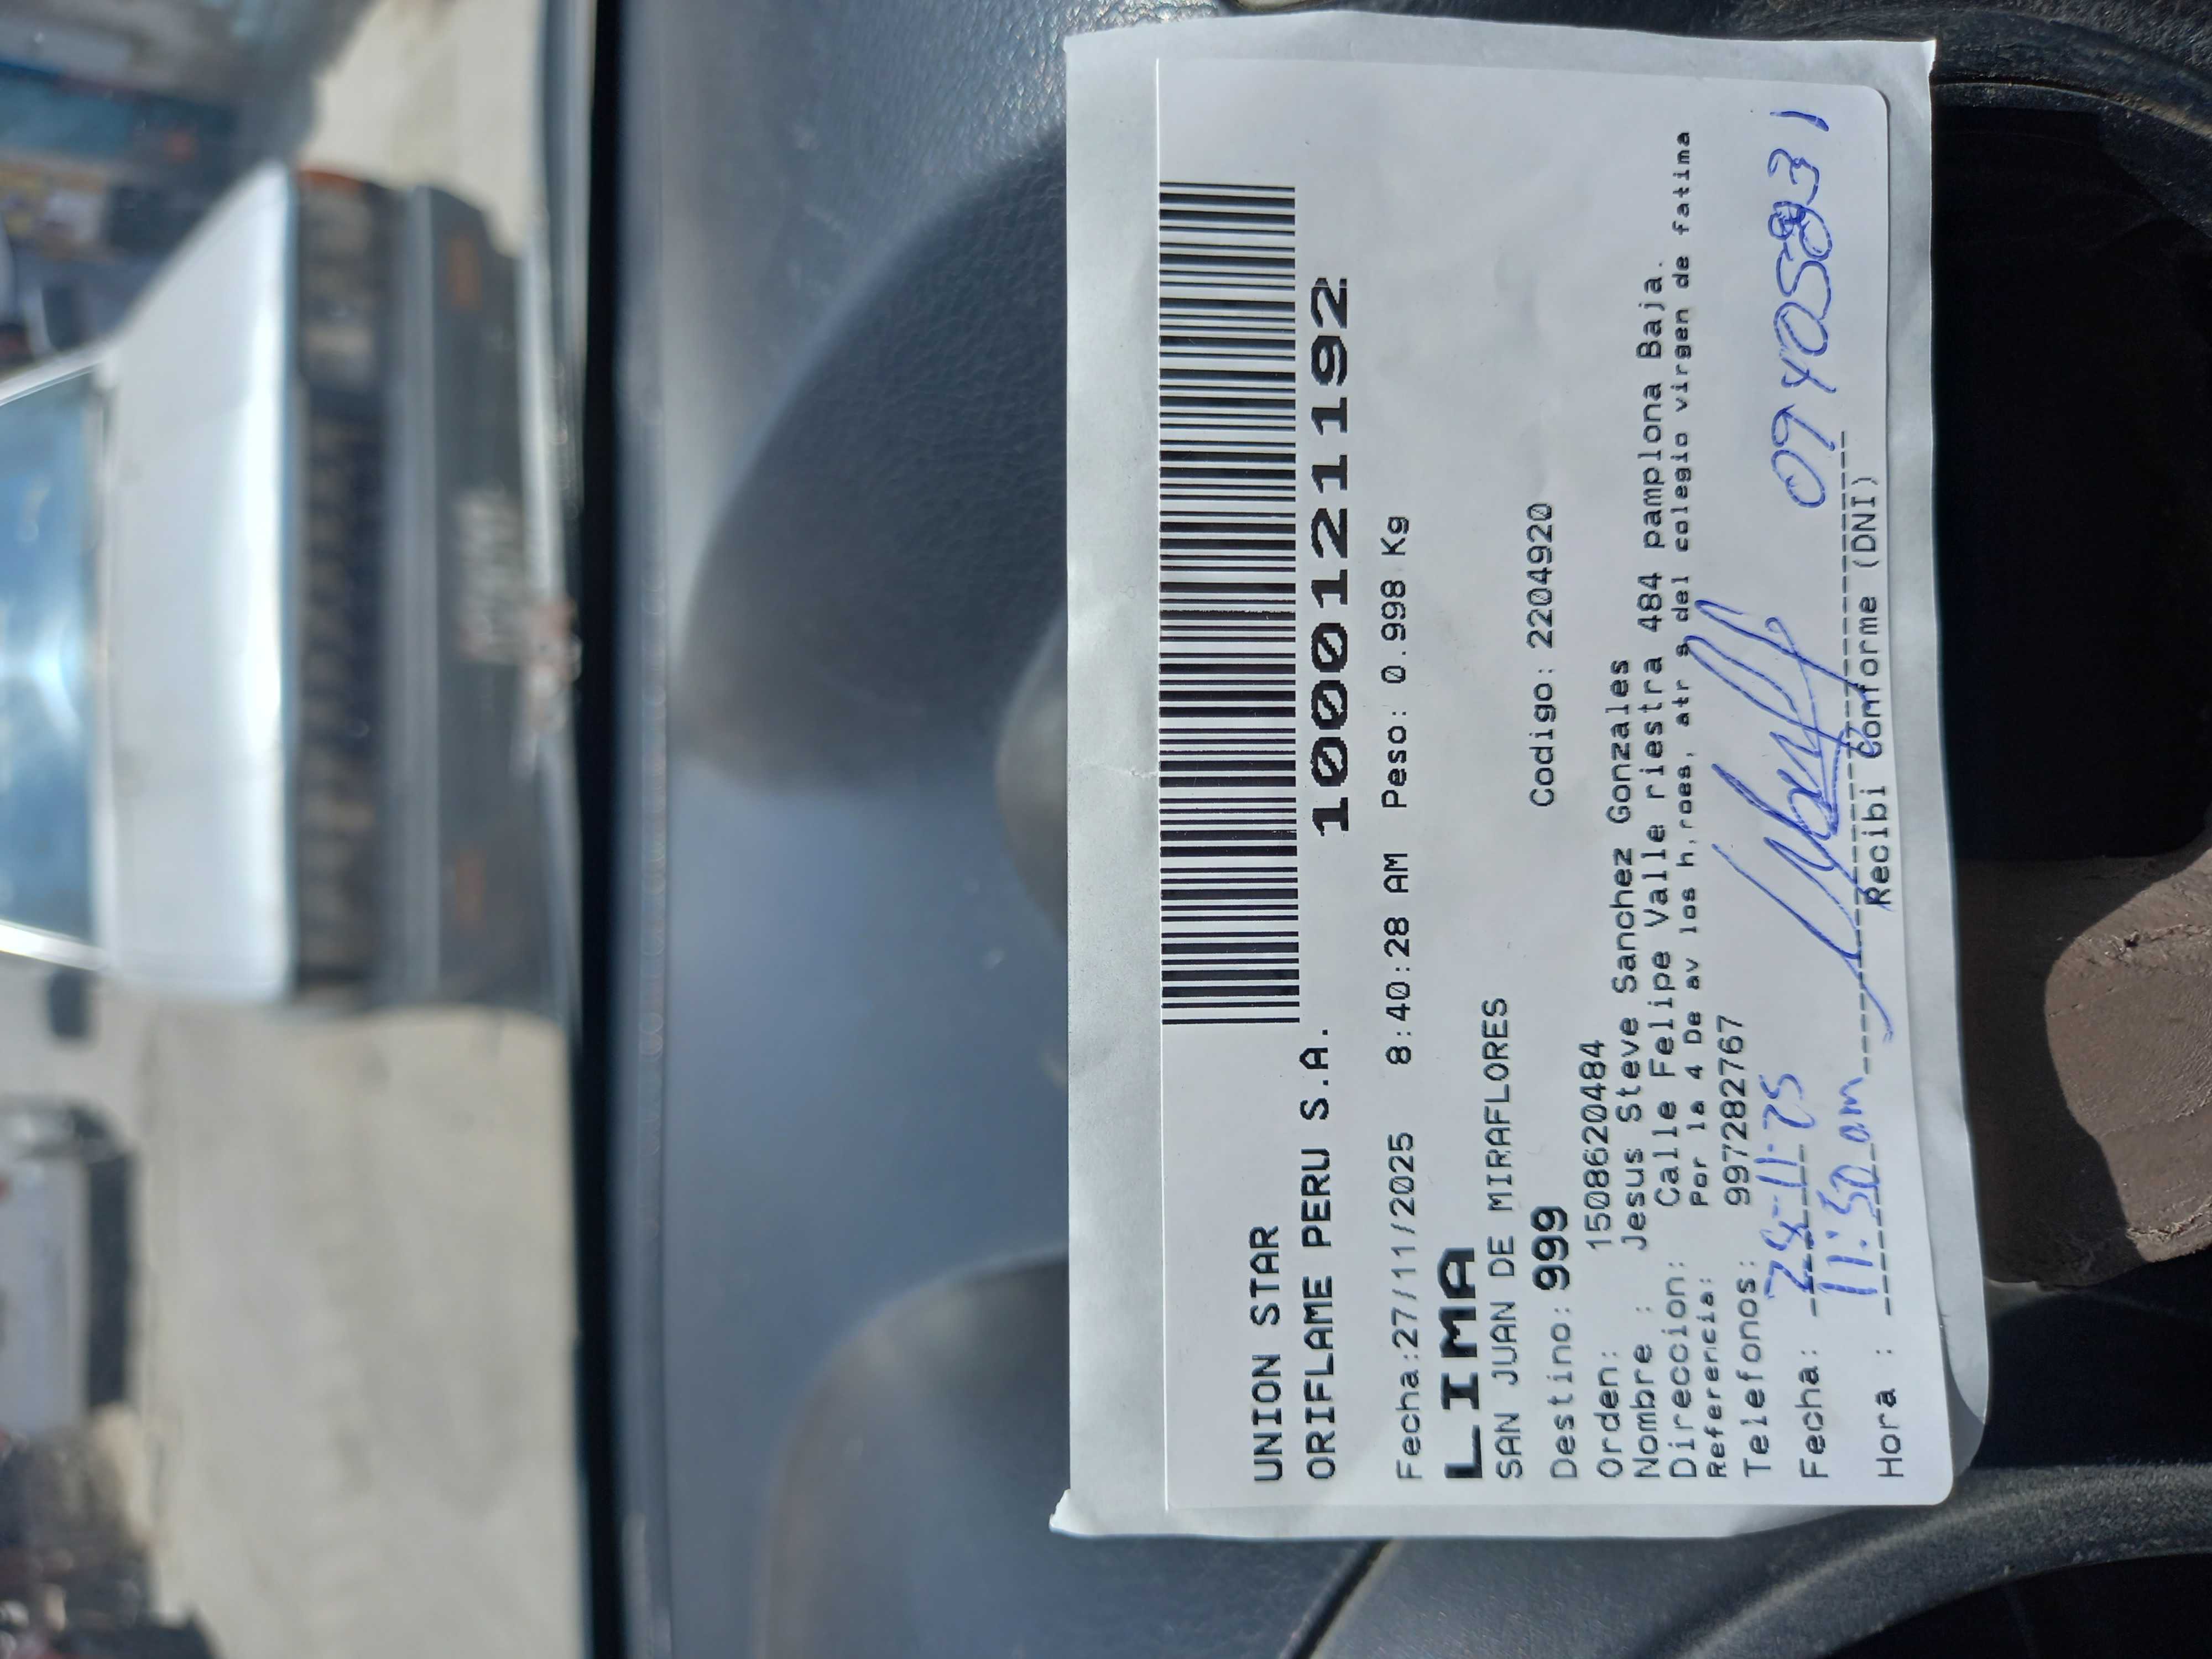 UNION STAR
ORIFLAME PERU S.A.
10001211192
Fecha:27/11/2025 8:40:28 AM Peso: 0.998 Kg
LIMA
SAN JUAN DE MIRAFLORES
Destino: 999 Codigo: 2204920
Orden: 1508620484
Nombre : Jesus Steve Sanchez Gonzales
Direccion: Calle Felipe Valle riestra 484 pamplona Baja.
Referencia: Por la 4 De av los h,roes, atr s del colegio virgen de fatima
Telefonos: 997282767
Fecha: 28-11-25
Hora : 11:50 am
Recibi Conforme (DNI)